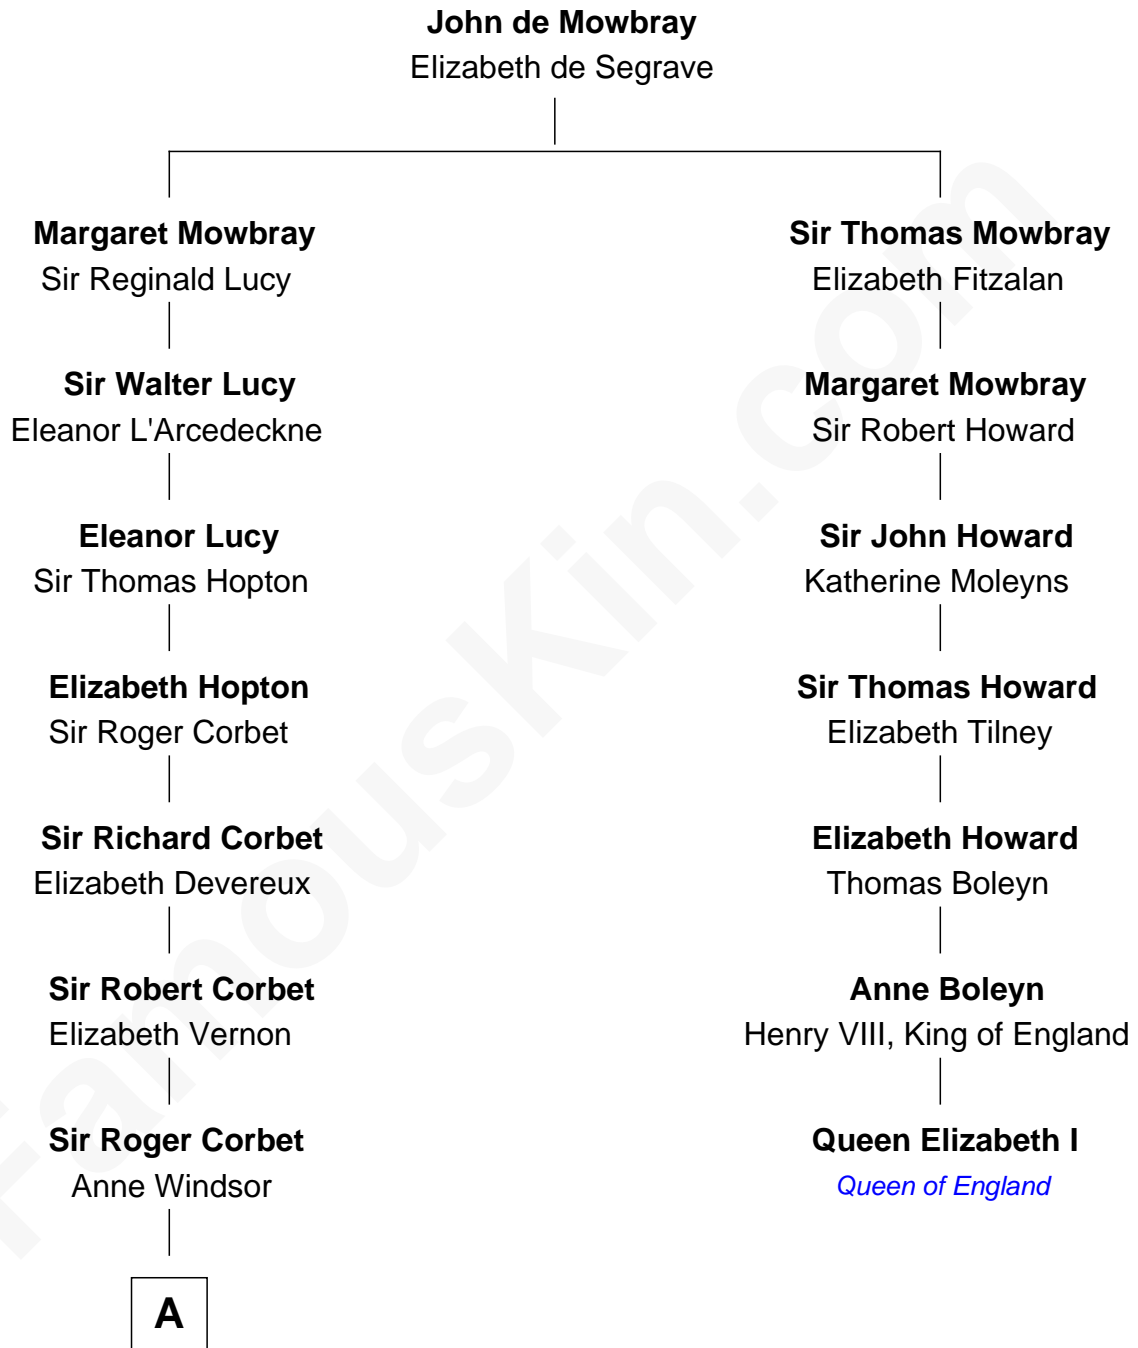 John de Mowbray
Elizabeth de Segrave
Margaret Mowbray
Sir Reginald Lucy
Sir Thomas Mowbray
Elizabeth Fitzalan
Sir Walter Lucy
Eleanor L'Arcedeckne
Margaret Mowbray
Sir Robert Howard
Eleanor Lucy
Sir Thomas Hopton
Sir John Howard
Katherine Moleyns
Elizabeth Hopton
Sir Roger Corbet
Sir Thomas Howard
Elizabeth Tilney
Sir Richard Corbet
Elizabeth Devereux
Elizabeth Howard
Thomas Boleyn
Sir Robert Corbet
Elizabeth Vernon
Anne Boleyn
Henry VIII, King of England
Sir Roger Corbet
Anne Windsor
Queen Elizabeth I
Queen of England
A
FamousKin.com